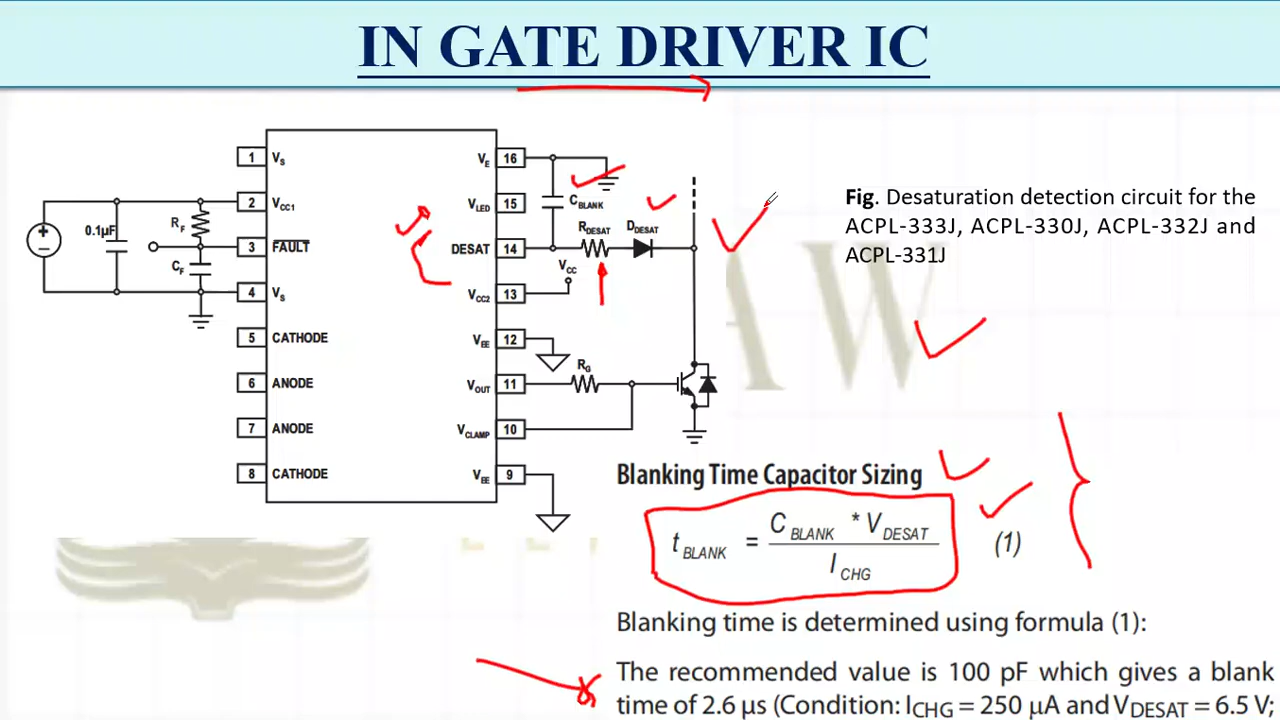 IN GATE DRIVER IC
1 VS
2 VCC1
3 FAULT
4 VS
5 CATHODE
6 ANODE
7 ANODE
8 CATHODE
VE 16
VLED 15
DESAT 14
VCC2 13
VEE 12
VOUT 11
VCLAMP 10
VEE 9
0.1µF
RF
CF
CBLANK
RDESAT
DDESAT
VCC
RG
Fig. Desaturation detection circuit for the
ACPL-333J, ACPL-330J, ACPL-332J and
ACPL-331J
AW
Blanking Time Capacitor Sizing
tBLANK = CBLANK * VDESAT / ICHG (1)
Blanking time is determined using formula (1):
The recommended value is 100 pF which gives a blank
time of 2.6 µs (Condition: ICHG = 250 µA and VDESAT = 6.5 V;